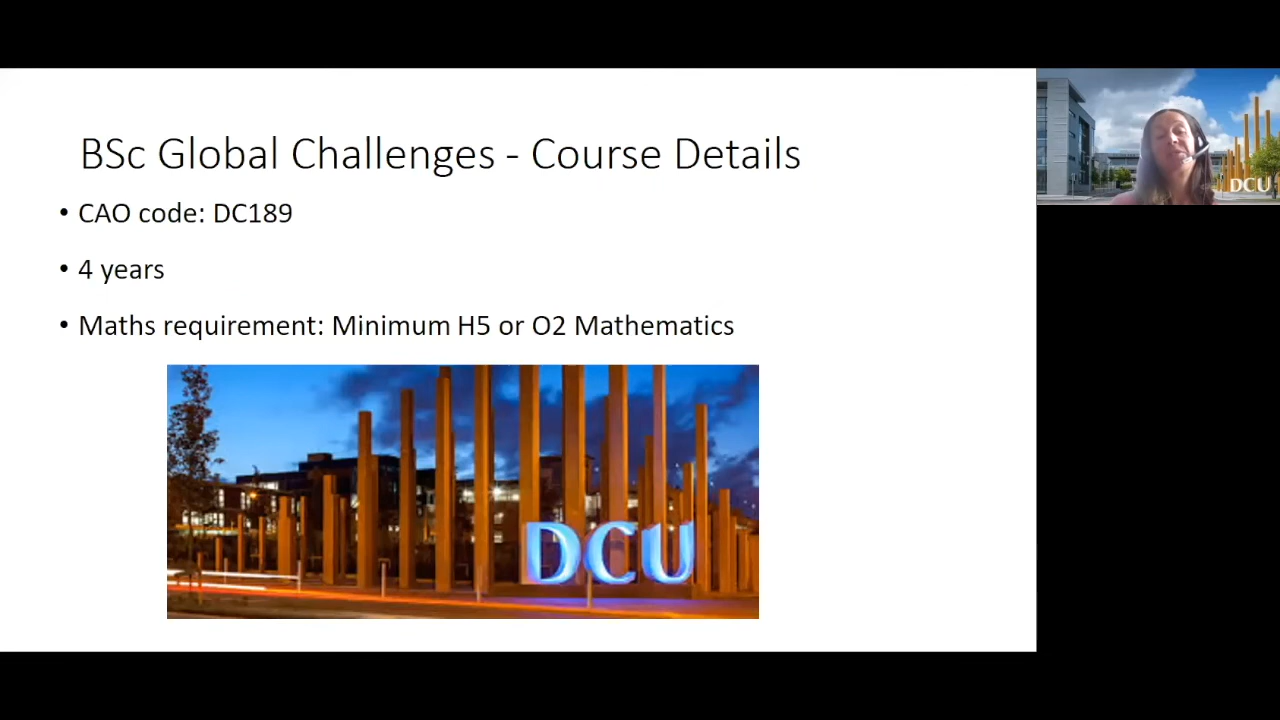 BSc Global Challenges - Course Details
• CAO code: DC189
• 4 years
• Maths requirement: Minimum H5 or O2 Mathematics
DCU
DCU